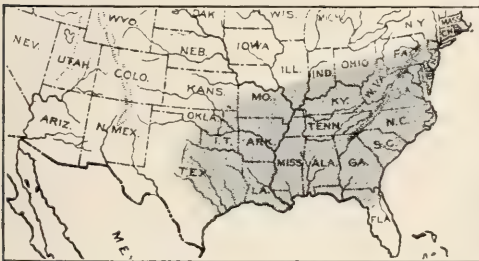 WYO.
DAK
WIS.
MICH.
N.Y.
MASS.
NEV.
UTAH
COLO.
NEB.
IOWA
ILL
IND.
OHIO
PA.
KANS.
MO.
KY.
W.VA.
ARIZ.
N.MEX.
OKLA.
I.T.
ARK.
TENN.
N.C.
S.C.
TEX.
LA.
MISS.
ALA.
GA.
FLA.
ME.